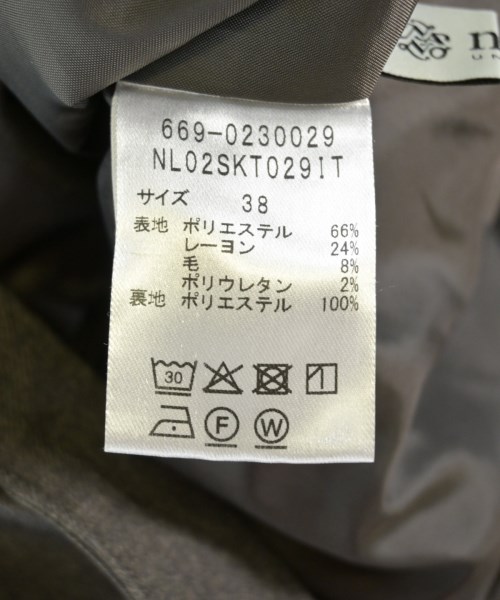 669-0230029
NL02SKT029IT
サイズ 38
表地 ポリエステル 66%
レーヨン 24%
毛 8%
ポリウレタン 2%
裏地 ポリエステル 100%
30
F W